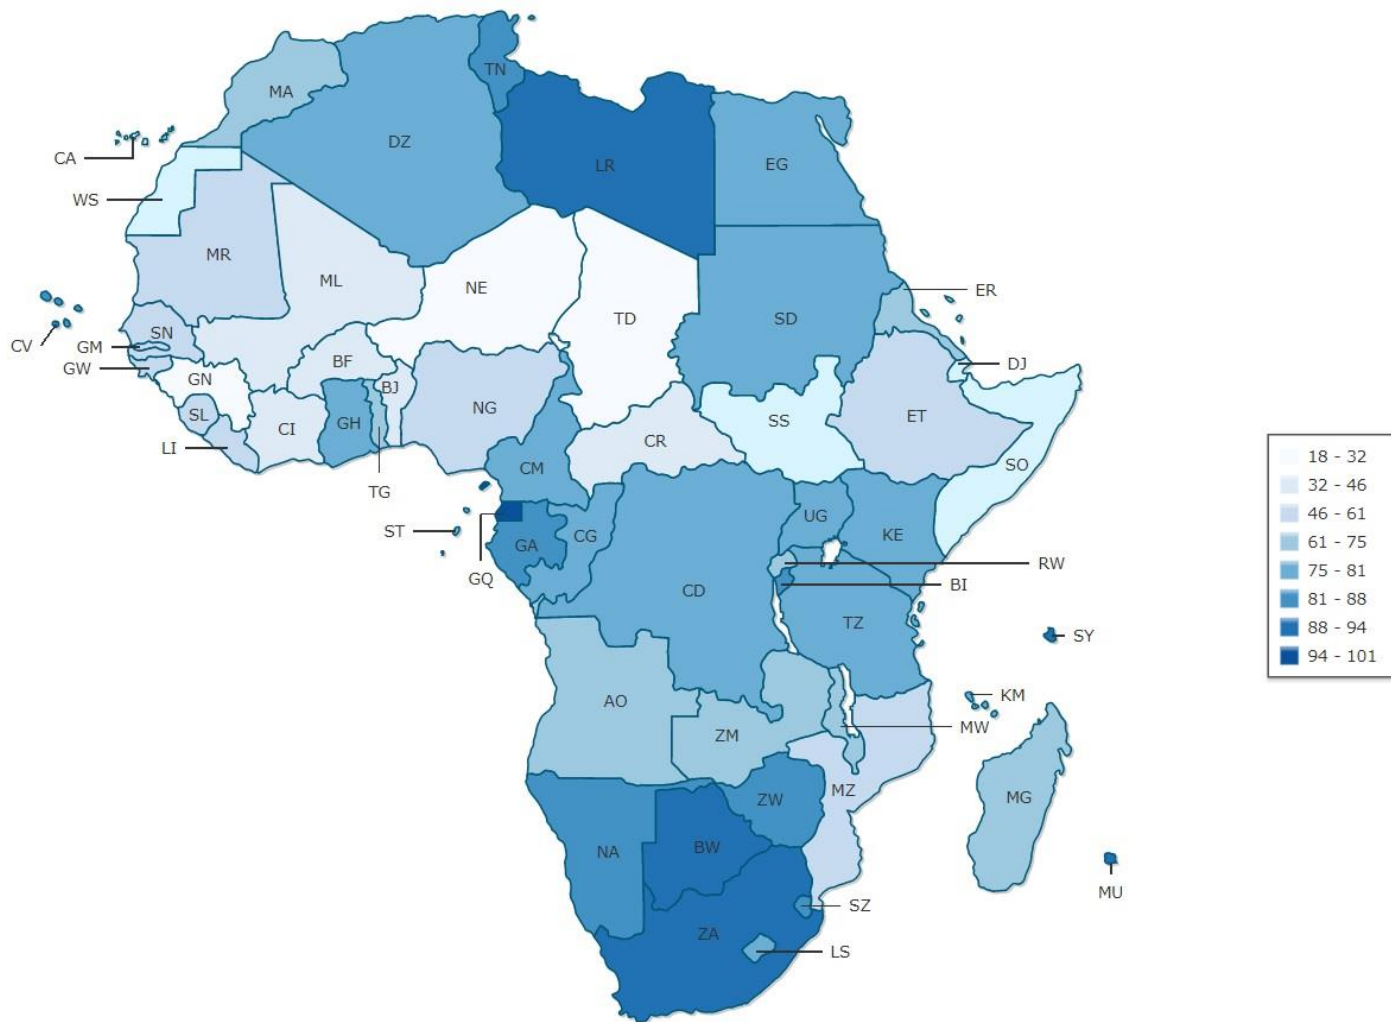 TN
MA
DZ
LR
EG
CA
WS
MR
ML
NE
TD
SD
ER
CV
SN
GM
GW
GN
BF
BJ
DJ
SL
CI
GH
NG
CR
SS
ET
SO
LI
TG
CM
ST
GQ
GA
CG
UG
KE
RW
BI
CD
TZ
SY
AO
KM
ZM
MW
MG
MZ
ZW
NA
BW
MU
SZ
ZA
LS
18 - 32
32 - 46
46 - 61
61 - 75
75 - 81
81 - 88
88 - 94
94 - 101